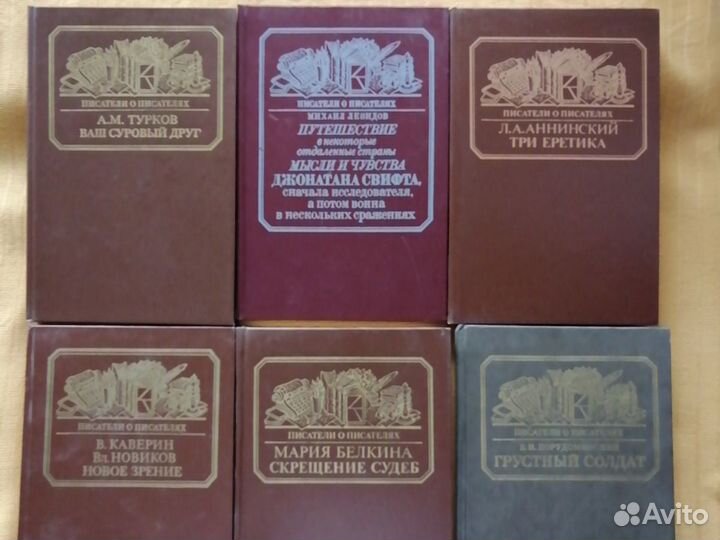 ПИСАТЕЛИ О ПИСАТЕЛЯХ
А.М. ТУРКОВ
ВАШ СУРОВЫЙ ДРУГ
ПИСАТЕЛИ О ПИСАТЕЛЯХ
МИХАИЛ ЛЕВИДОВ
ПУТЕШЕСТВИЕ
в некоторые
отдаленные страны
МЫСЛИ И ЧУВСТВА
ДЖОНАТАНА СВИФТА,
сначала исследователя,
а потом воина
в нескольких сражениях
ПИСАТЕЛИ О ПИСАТЕЛЯХ
Л.А. АННИНСКИЙ
ТРИ ЕРЕТИКА
ПИСАТЕЛИ О ПИСАТЕЛЯХ
В. КАВЕРИН
Вл. НОВИКОВ
НОВОЕ ЗРЕНИЕ
ПИСАТЕЛИ О ПИСАТЕЛЯХ
МАРИЯ БЕЛКИНА
СКРЕЩЕНИЕ СУДЕБ
ПИСАТЕЛИ О ПИСАТЕЛЯХ
ПОРУДОМИНСКИЙ
ГРУСТНЫЙ СОЛДАТ
Avito